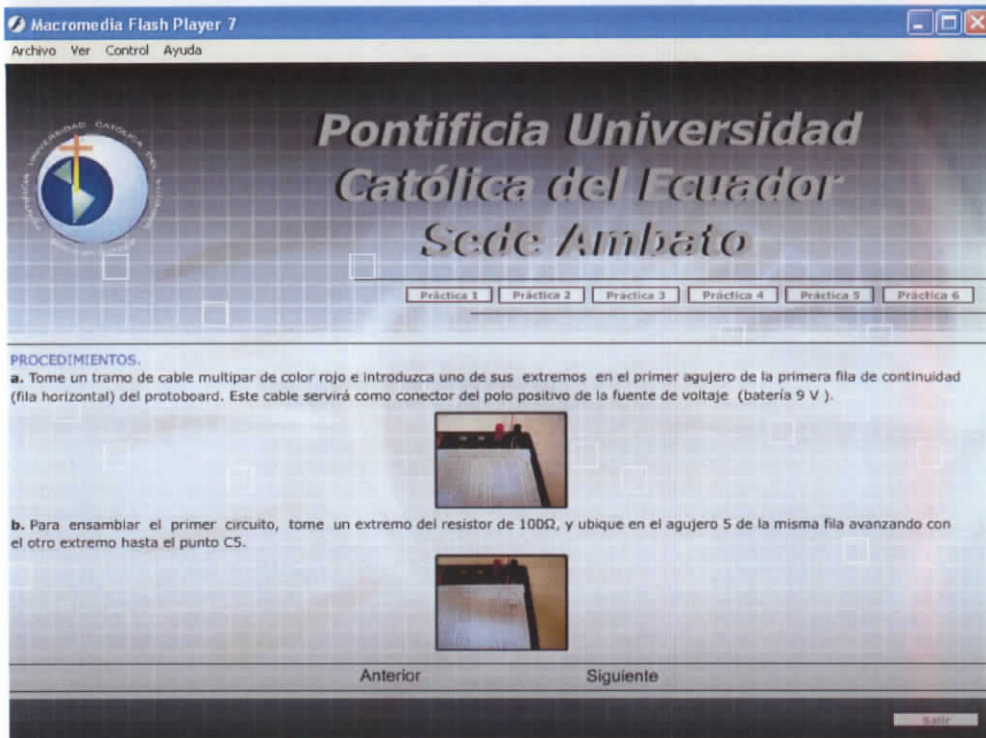 Macromedia Flash Player 7
Archivo Ver Control Ayuda
Pontificia Universidad
Católica del Ecuador
Sede Ambato
Práctica 1 Práctica 2 Práctica 3 Práctica 4 Práctica 5 Práctica 6
PROCEDIMIENTOS.
a. Tome un tramo de cable multipar de color rojo e introduzca uno de sus extremos en el primer agujero de la primera fila de continuidad
(fila horizontal) del protoboard. Este cable servirá como conector del polo positivo de la fuente de voltaje (batería 9 V ).
b. Para ensamblar el primer circuito, tome un extremo del resistor de 100Ω, y ubique en el agujero 5 de la misma fila avanzando con
el otro extremo hasta el punto C5.
Anterior Siguiente
Salir